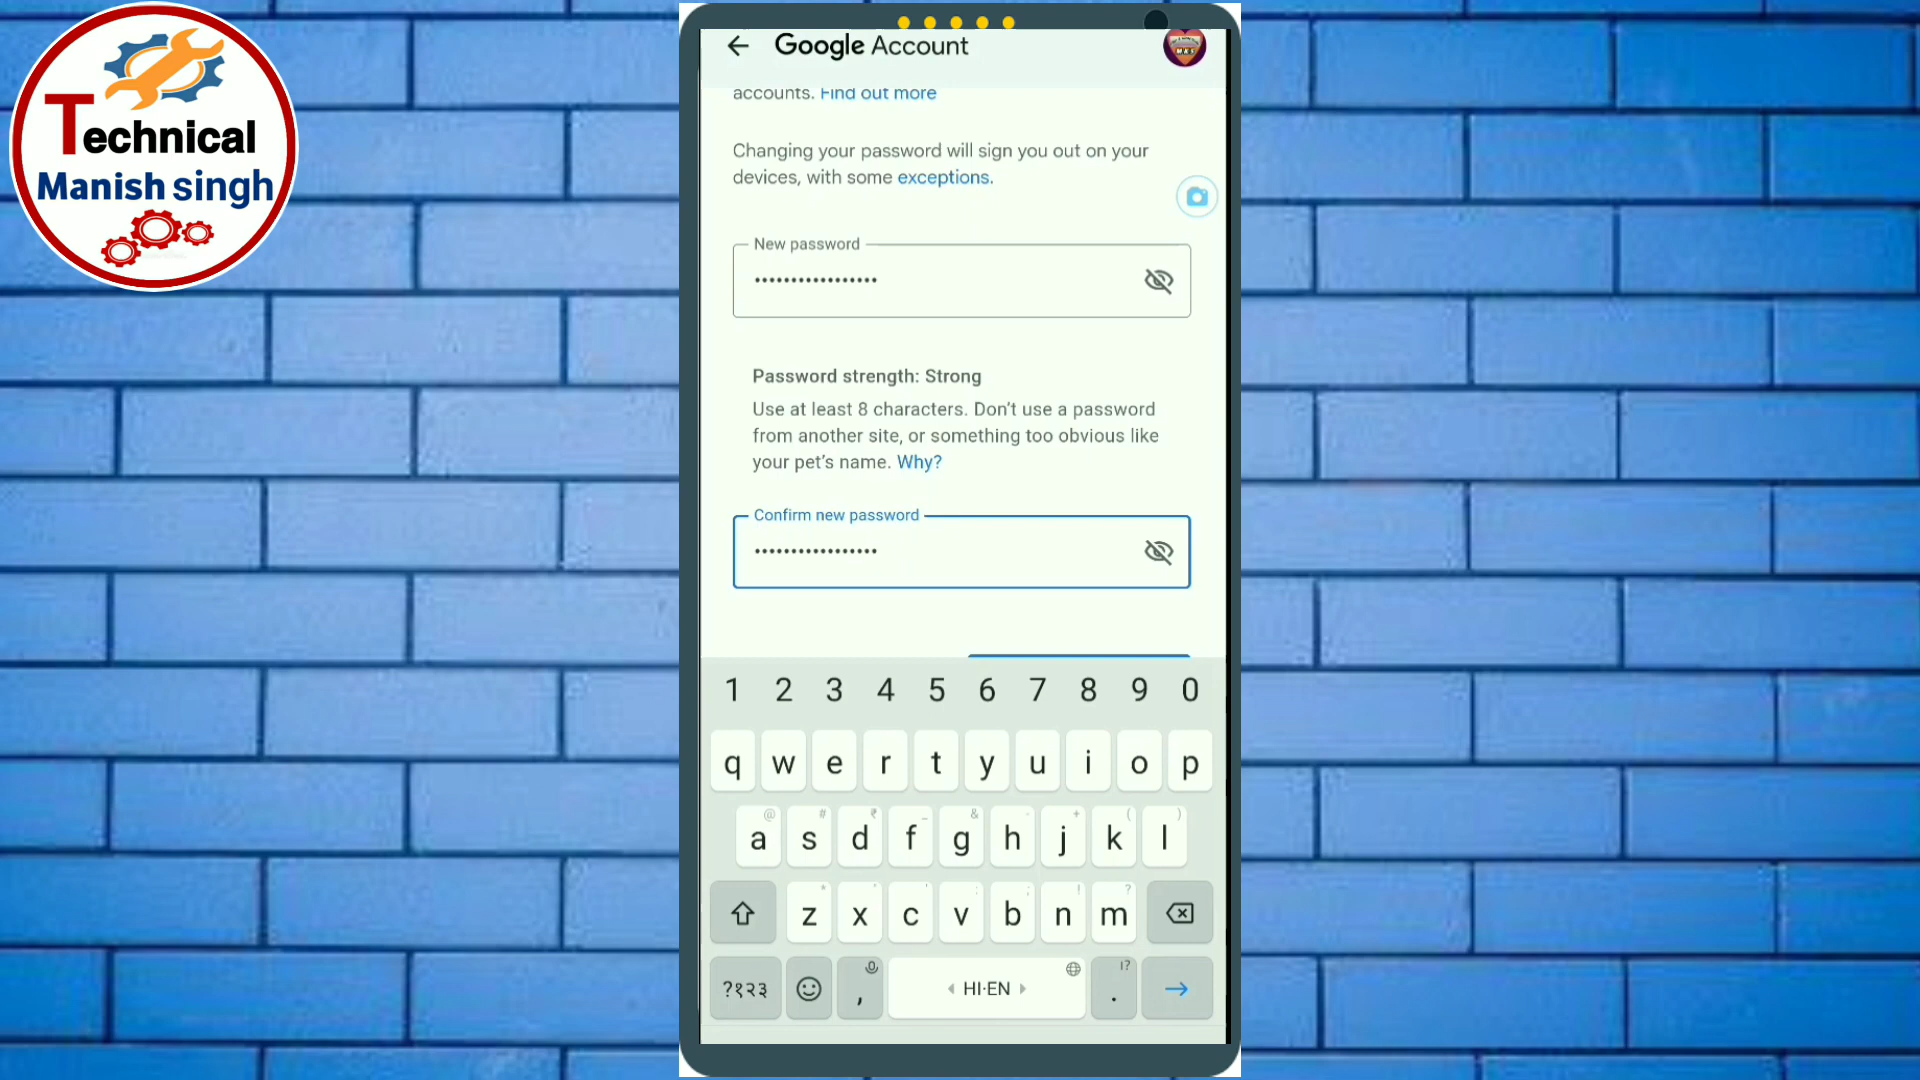 Technical
Manish singh
Google Account
MKS
accounts. Find out more
Changing your password will sign you out on your
devices, with some exceptions.
New password
•••••••••••••••••
Password strength: Strong
Use at least 8 characters. Don’t use a password
from another site, or something too obvious like
your pet’s name. Why?
Confirm new password
•••••••••••••••••
1 2 3 4 5 6 7 8 9 0
q w e r t y u i o p
@ # ₹ _ & - + ( )
a s d f g h j k l
* " ' : ; ! ?
z x c v b n m
?१२३ , HI·EN . !?